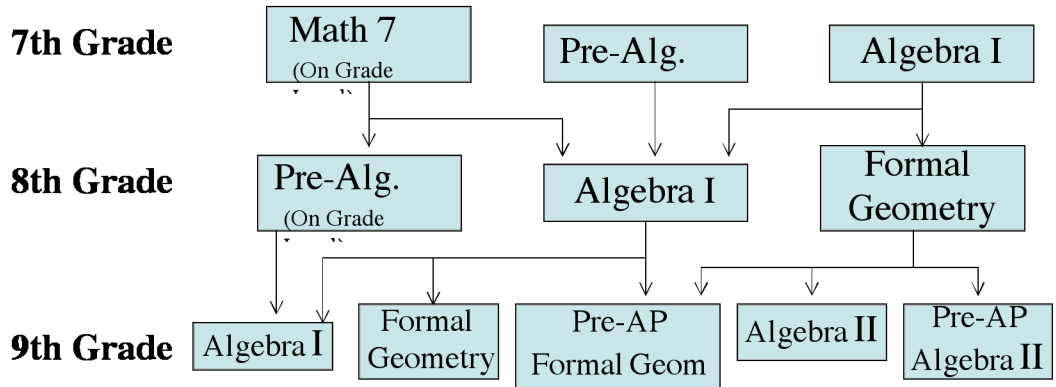 7th Grade
Math 7
(On Grade
Pre-Alg.
Algebra I
8th Grade
Pre-Alg.
(On Grade
Algebra I
Formal
Geometry
9th Grade
Algebra I
Formal
Geometry
Pre-AP
Formal Geom
Algebra II
Pre-AP
Algebra II